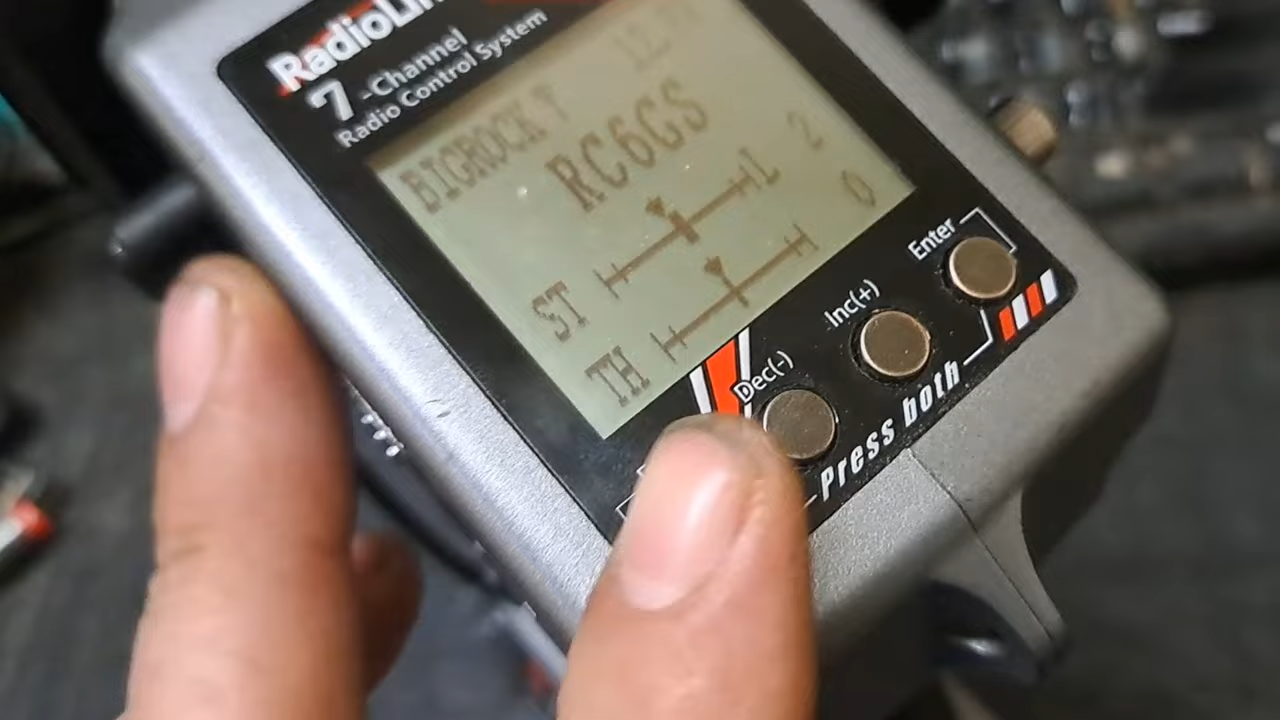 RadioLin
7-Channel
Radio Control System
BIGROCK
RC6GS
ST L 2
TH 0
Enter
Inc(+)
Dec(-)
Press both